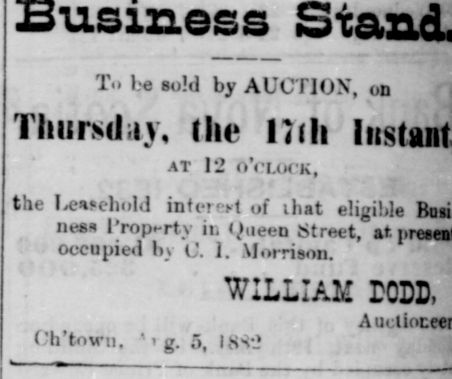 Business Stand.
To be sold by AUCTION, on
Thursday, the 17th Instant
AT 12 O'CLOCK,
the Leasehold interest of that eligible Busi
ness Property in Queen Street, at presen
occupied by C. I. Morrison.
WILLIAM DODD,
Auctioneer
Ch'town, Aug. 5, 1882